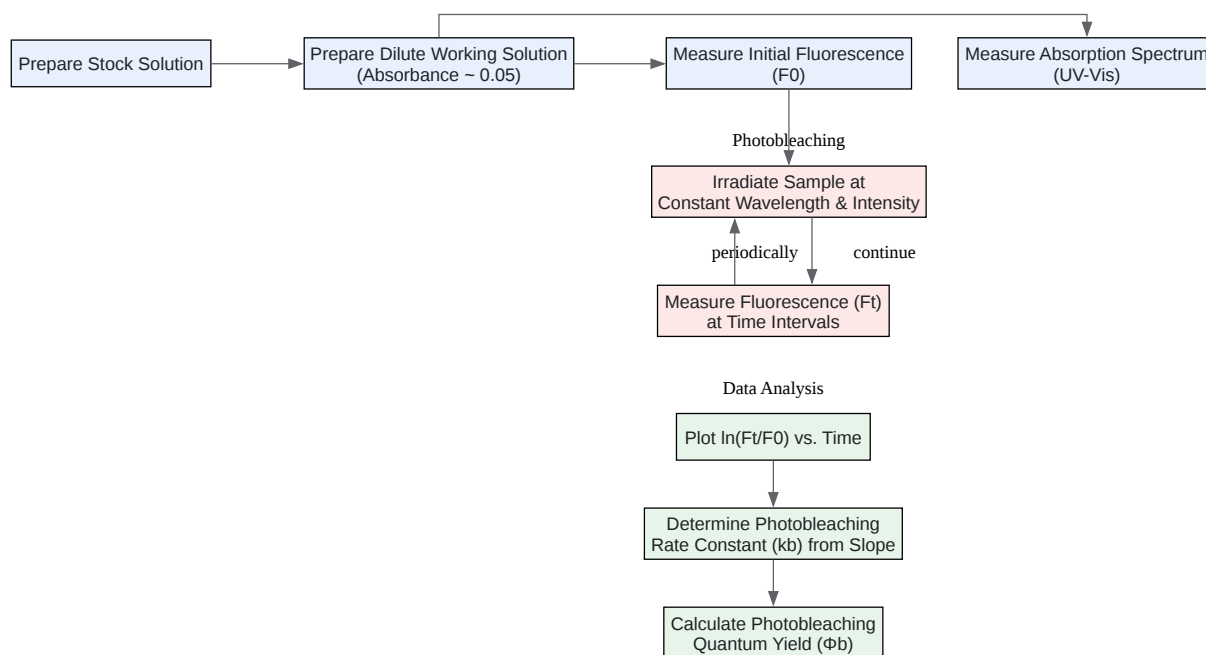 Prepare Stock Solution
Prepare Dilute Working Solution
(Absorbance ~ 0.05)
Measure Initial Fluorescence
(F0)
Measure Absorption Spectrum
(UV-Vis)
Photobleaching
Irradiate Sample at
Constant Wavelength & Intensity
periodically
continue
Measure Fluorescence (Ft)
at Time Intervals
Data Analysis
Plot ln(Ft/F0) vs. Time
Determine Photobleaching
Rate Constant (kb) from Slope
Calculate Photobleaching
Quantum Yield (Φb)